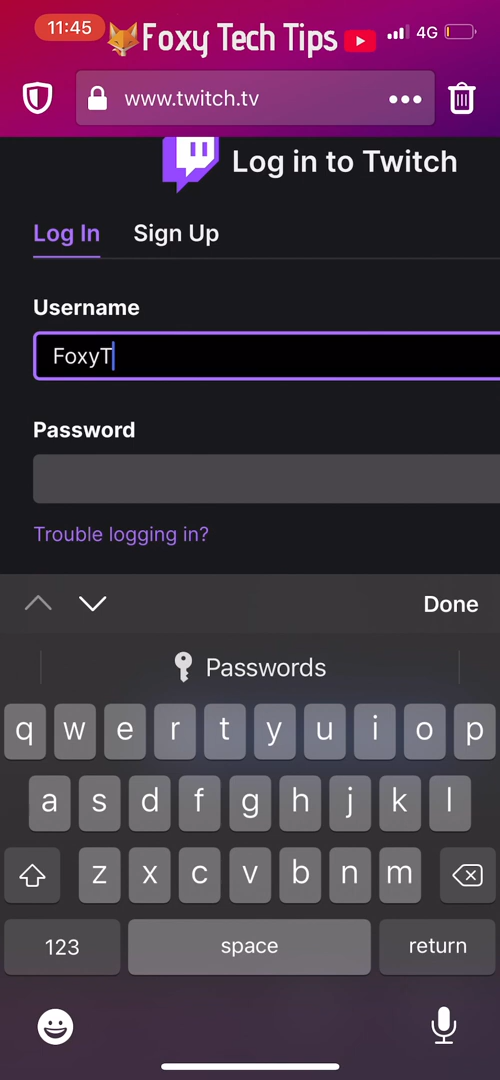 11:45
Foxy Tech Tips
4G
www.twitch.tv
Log in to Twitch
Log In Sign Up
Username
FoxyT
Password
Trouble logging in?
Done
Passwords
q w e r t y u i o p
a s d f g h j k l
z x c v b n m
123 space return